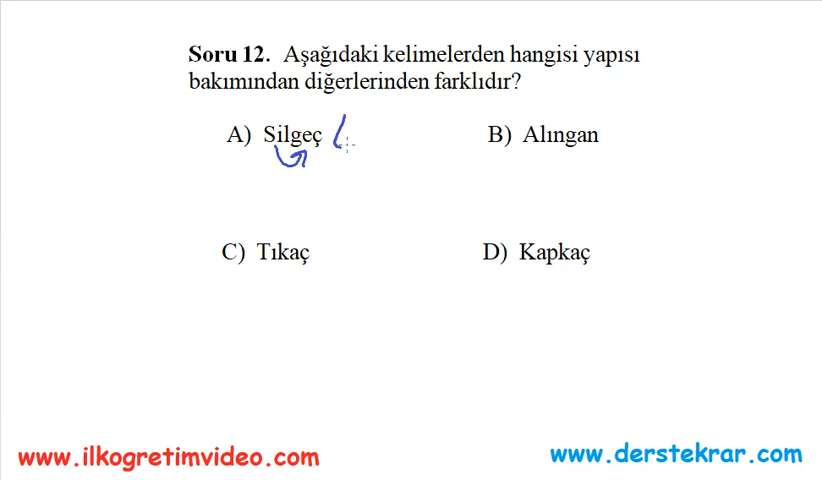 Soru 12. Aşağıdaki kelimelerden hangisi yapısı
bakımından diğerlerinden farklıdır?
A) Silgeç
B) Alıngan
C) Tıkaç
D) Kapkaç
www.ilkogretimvideo.com
www.derstekrar.com